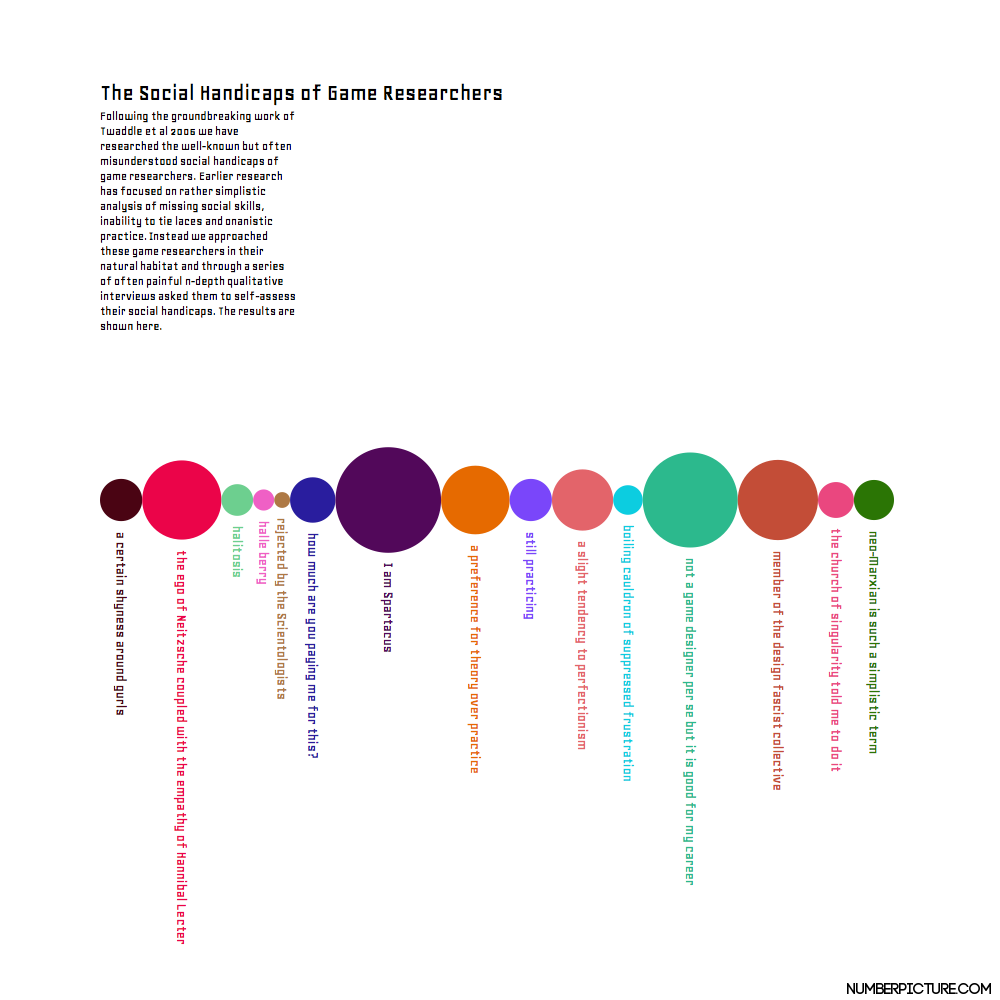 The Social Handicaps of Game Researchers
Following the groundbreaking work of
Twaddle et al 2006 we have
researched the well-known but often
misunderstood social handicaps of
game researchers. Earlier research
has focused on rather simplistic
analysis of missing social skills,
inability to tie laces and onanistic
practice. Instead we approached
these game researchers in their
natural habitat and through a series
of often painful n-depth qualitative
interviews asked them to self-assess
their social handicaps. The results are
shown here.
a certain shyness around gurls
the ego of Neitzsche coupled with the empathy of Hannibal Lecter
halitosis
halle berry
rejected by the Scientologists
how much are you paying me for this?
I am Spartacus
a preference for theory over practice
still practicing
a slight tendency to perfectionism
boiling cauldron of suppressed frustration
not a game designer per se but it is good for my career
member of the design fascist collective
the church of singularity told me to do it
neo-Marxian is such a simplistic term
NUMBERPICTURE.COM